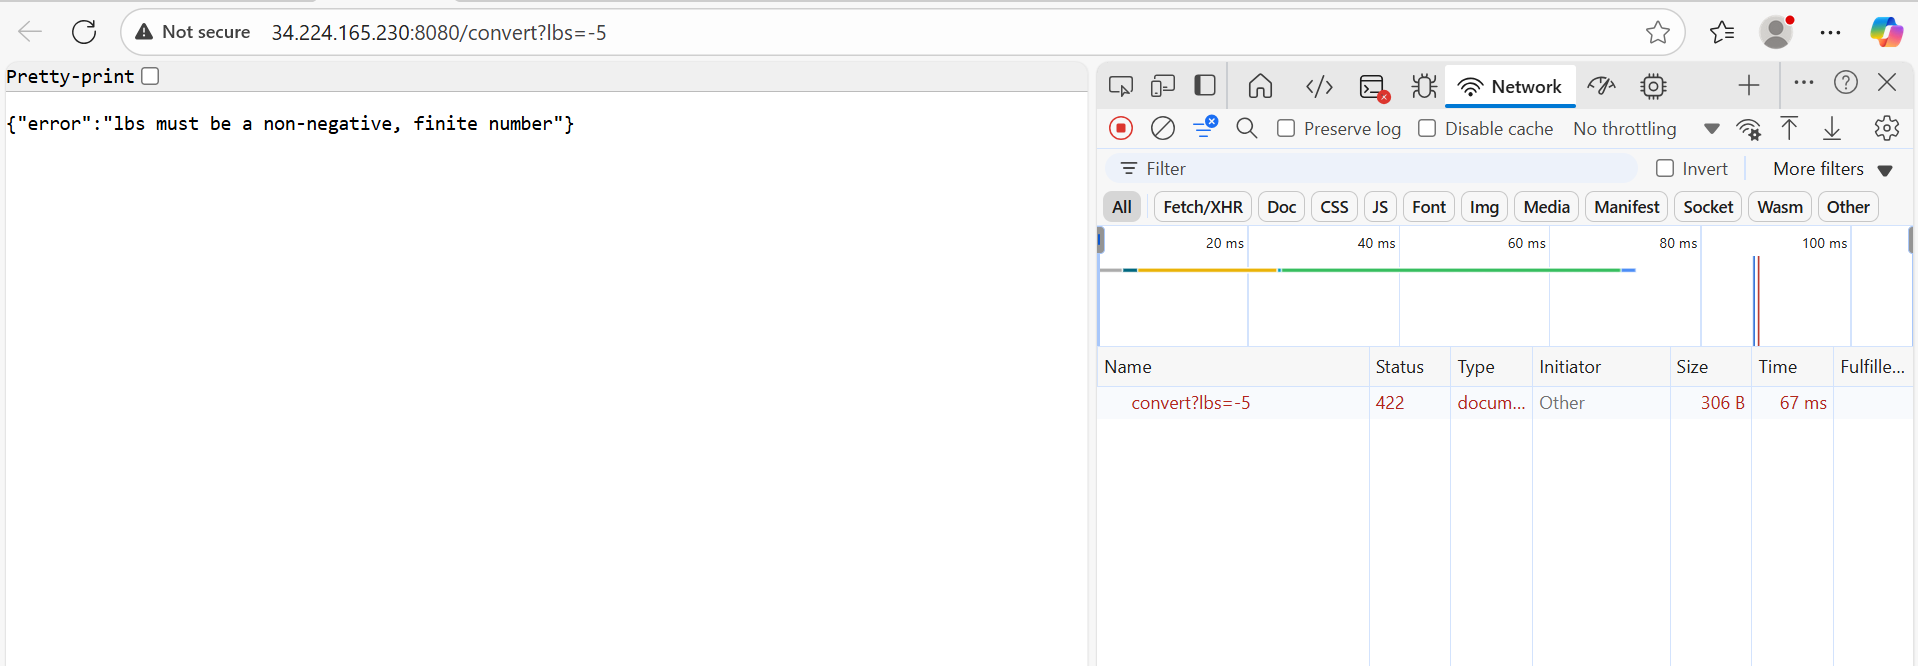 Not secure 34.224.165.230:8080/convert?lbs=-5
Pretty-print
{"error":"lbs must be a non-negative, finite number"}
Network
Preserve log Disable cache No throttling
Filter Invert More filters
All Fetch/XHR Doc CSS JS Font Img Media Manifest Socket Wasm Other
20 ms 40 ms 60 ms 80 ms 100 ms
Name Status Type Initiator Size Time Fulfille...
convert?lbs=-5 422 docum... Other 306 B 67 ms